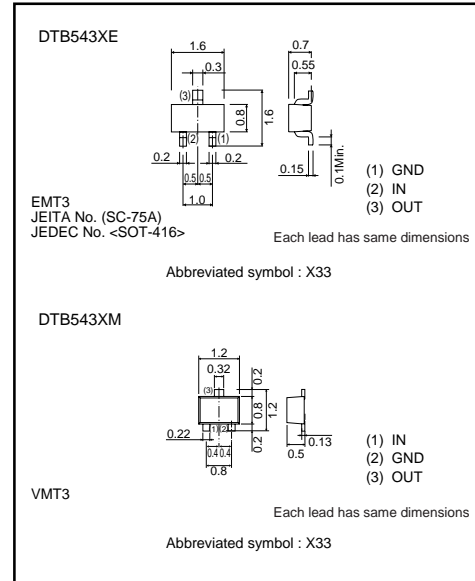 DTB543XE
1.6
0.3
(3)
0.8
1.6
(2)
(1)
0.2
0.2
0.5 0.5
1.0
0.7
0.55
0.15
0.1Min.
(1) GND
(2) IN
(3) OUT
EMT3
JEITA No. (SC-75A)
JEDEC No. <SOT-416>
Each lead has same dimensions
Abbreviated symbol : X33
DTB543XM
1.2
0.32
(3)
0.2
0.8
1.2
0.2
(1)
(2)
0.22
0.4 0.4
0.8
0.13
0.5
(1) IN
(2) GND
(3) OUT
VMT3
Each lead has same dimensions
Abbreviated symbol : X33